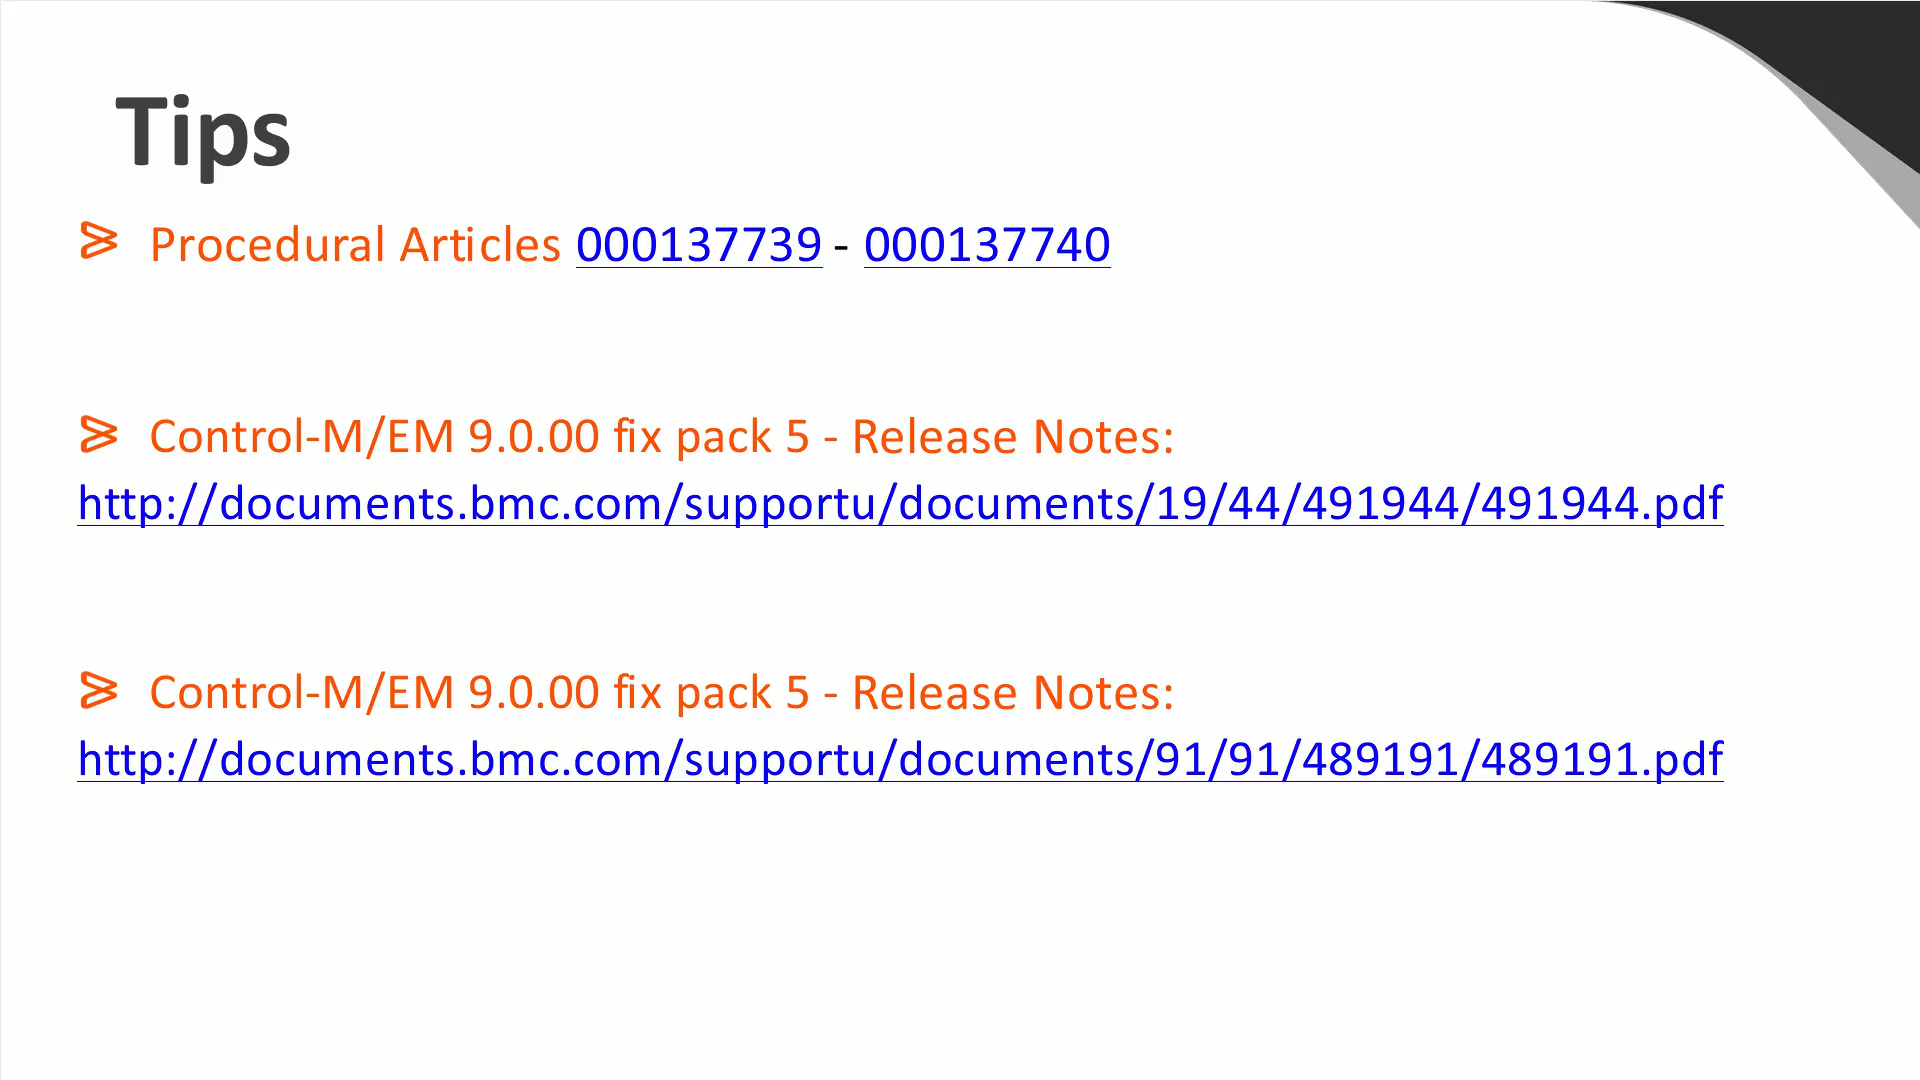 Tips
Procedural Articles 000137739 - 000137740
Control-M/EM 9.0.00 fix pack 5 - Release Notes:
http://documents.bmc.com/supportu/documents/19/44/491944/491944.pdf
Control-M/EM 9.0.00 fix pack 5 - Release Notes:
http://documents.bmc.com/supportu/documents/91/91/489191/489191.pdf